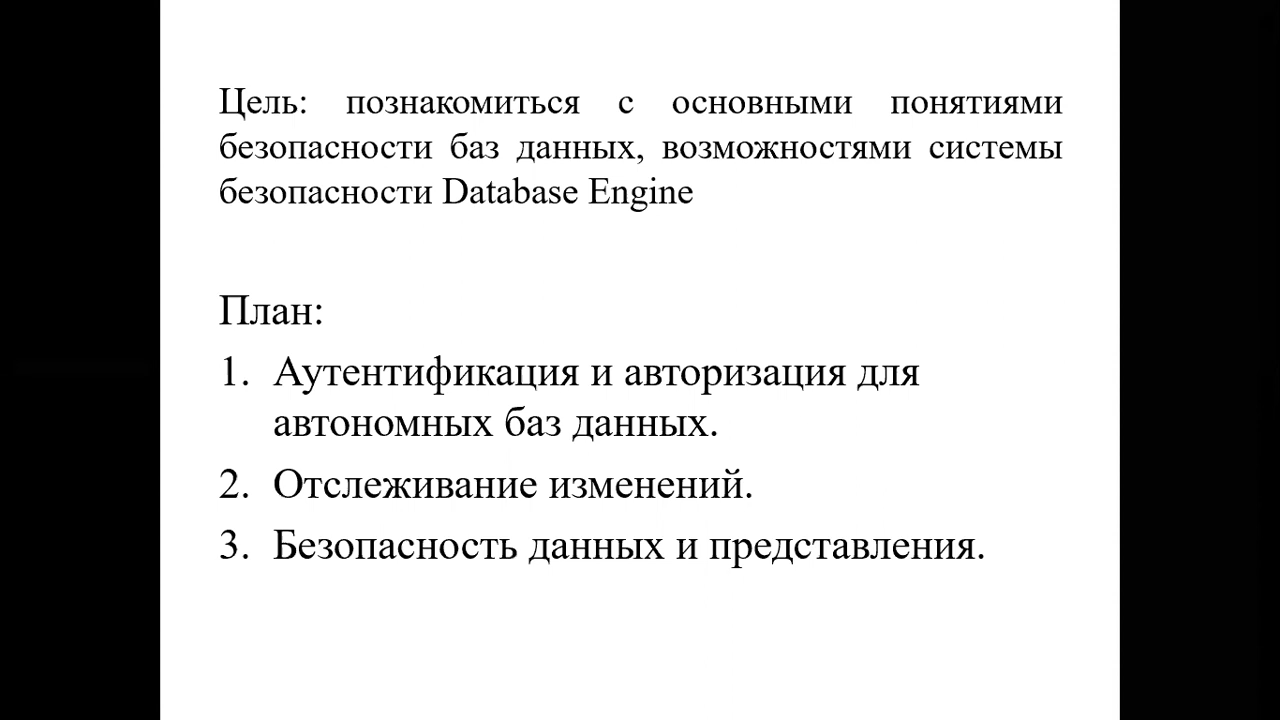 Цель: познакомиться с основными понятиями
безопасности баз данных, возможностями системы
безопасности Database Engine
План:
1. Аутентификация и авторизация для
автономных баз данных.
2. Отслеживание изменений.
3. Безопасность данных и представления.